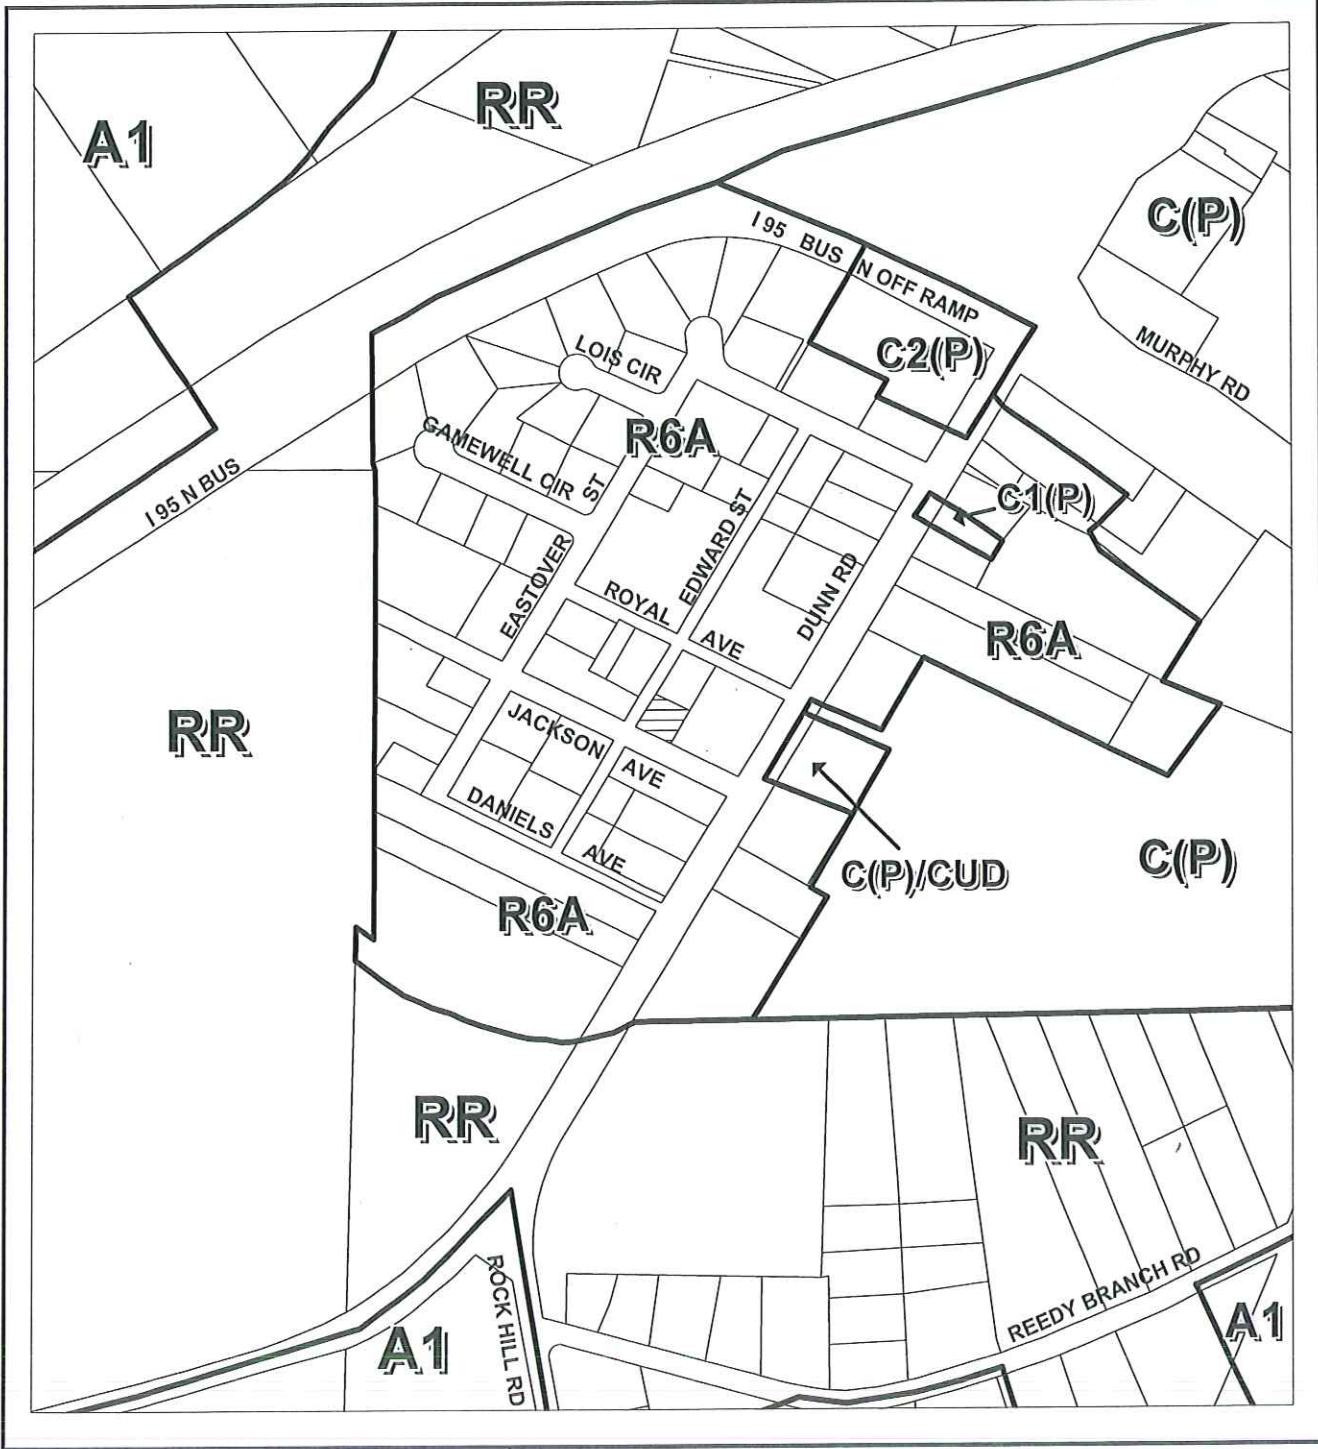 RR
A1
C(P)
I 95 BUS N OFF RAMP
C2(P)
MURPHY RD
LOIS CIR
R6A
GAMEWELL CIR
ST
I 95 N BUS
C1(P)
EASTOVER
EDWARD ST
ROYAL AVE
DUNN RD
R6A
RR
JACKSON AVE
DANIELS AVE
C(P)/CUD
C(P)
R6A
RR
RR
ROCK HILL RD
REEDY BRANCH RD
A1
A1